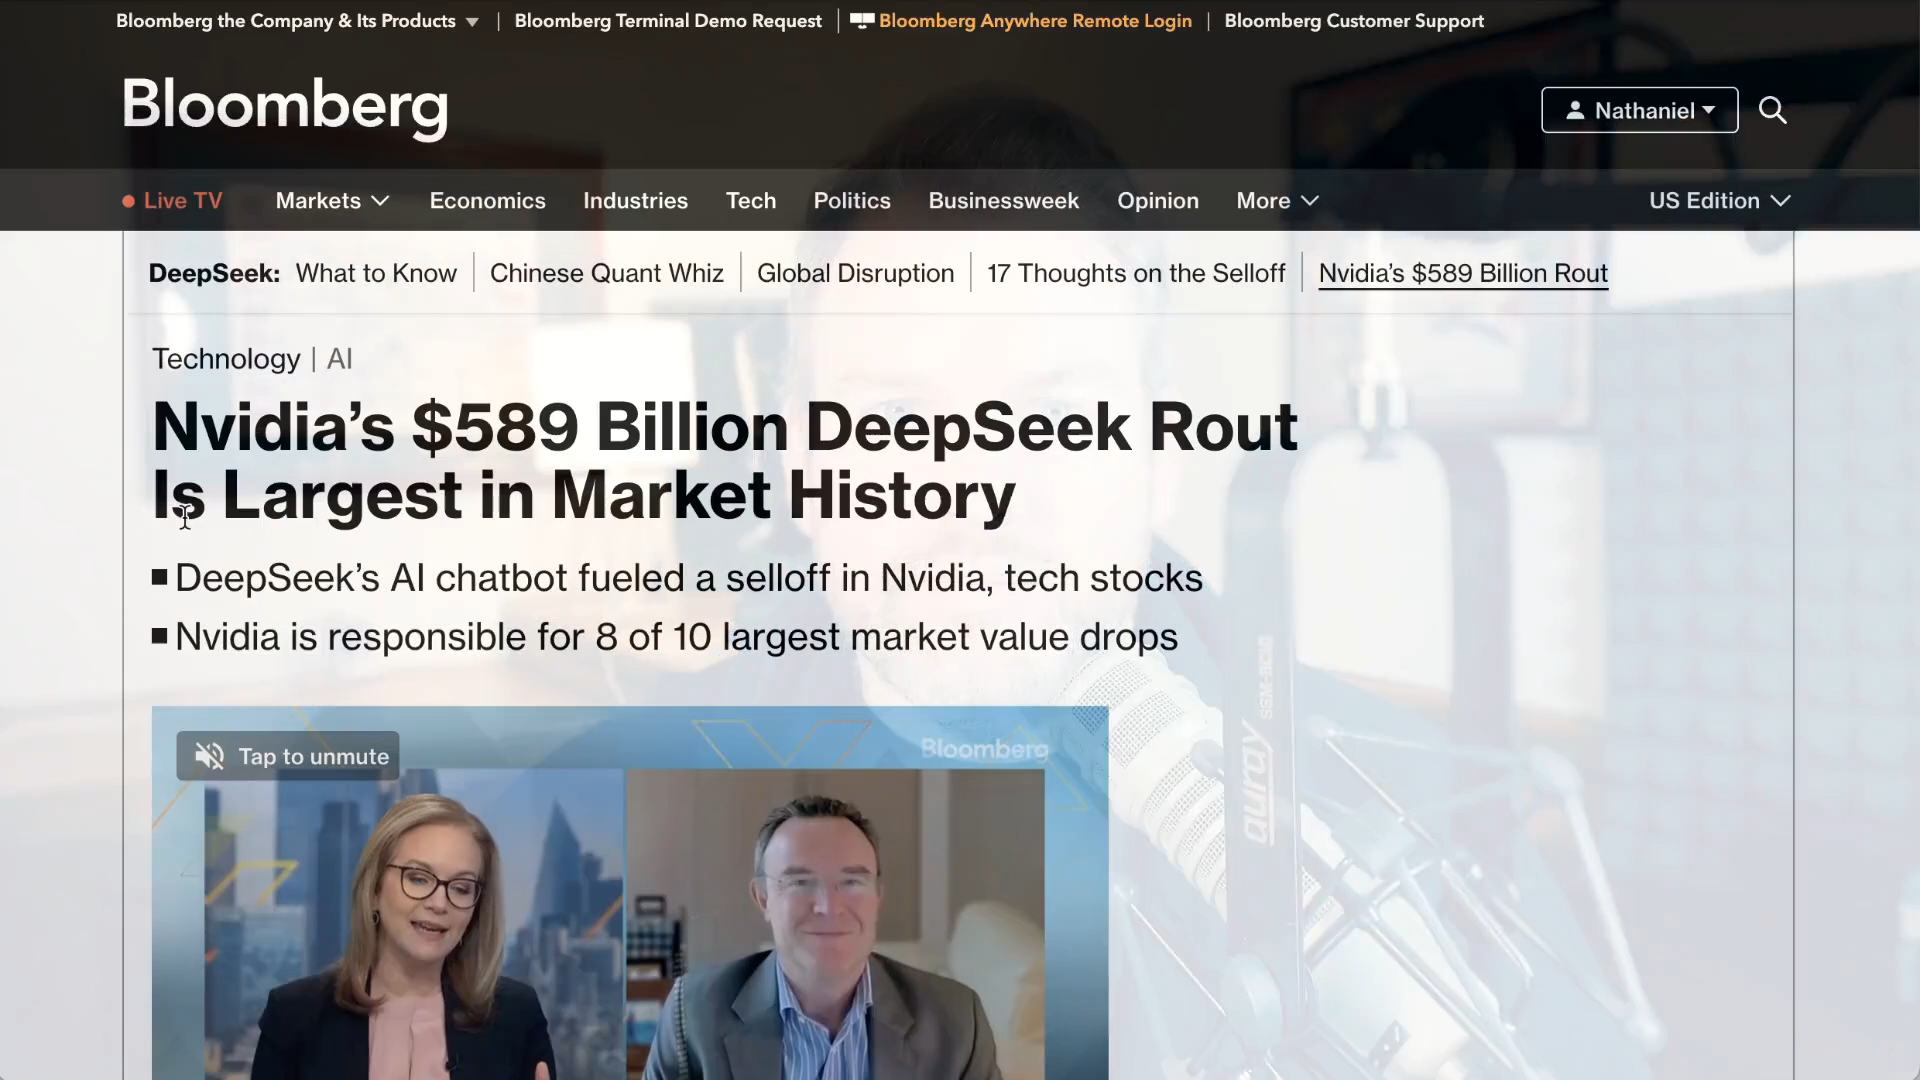 Bloomberg the Company & Its Products | Bloomberg Terminal Demo Request | Bloomberg Anywhere Remote Login | Bloomberg Customer Support
Bloomberg
Nathaniel
Live TV Markets Economics Industries Tech Politics Businessweek Opinion More US Edition
DeepSeek: What to Know | Chinese Quant Whiz | Global Disruption | 17 Thoughts on the Selloff | Nvidia’s $589 Billion Rout
Technology | AI
Nvidia’s $589 Billion DeepSeek Rout
Is Largest in Market History
DeepSeek’s AI chatbot fueled a selloff in Nvidia, tech stocks
Nvidia is responsible for 8 of 10 largest market value drops
Tap to unmute
Bloomberg
auray